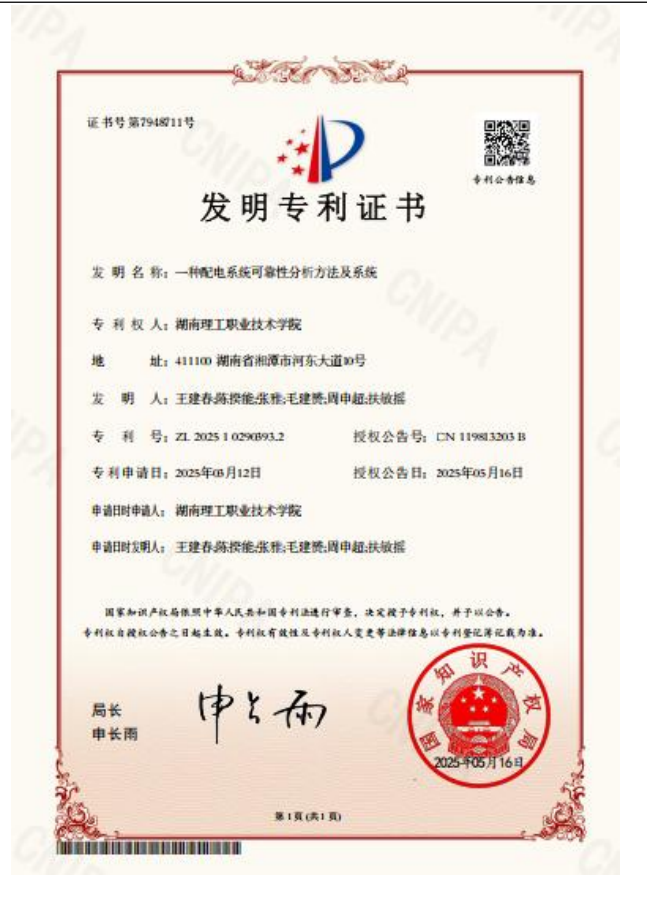 证书号第7948711号
专利公告信息
发明专利证书
发 明 名 称：一种配电系统可靠性分析方法及系统
专 利 权 人：湖南理工职业技术学院
地 址：411100 湖南省湘潭市河东大道10号
发 明 人：王建春;陈揆能;张雅;毛建赞;周申超;扶敏摇
专 利 号：ZL 2025 1 0290393.2 授权公告号：CN 119813203 B
专利申请日：2025年03月12日 授权公告日：2025年05月16日
申请日时申请人：湖南理工职业技术学院
申请日时发明人：王建春;陈揆能;张雅;毛建赞;周申超;扶敏摇
国家知识产权局依照中华人民共和国专利法进行审查，决定授予专利权，并予以公告。
专利权自授权公告之日起生效。专利权有效性及专利权人变更等法律信息以专利登记簿记载为准。
局长
申长雨
申长雨
国家知识产权局
2025年05月16日
第 1 页 (共 1 页)
CNIPA